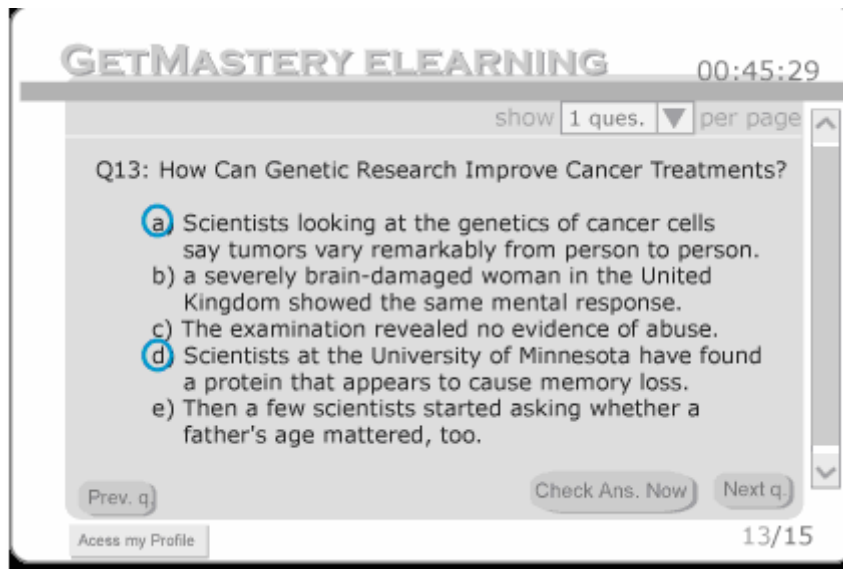 GETMASTERY ELEARNING
00:45:29
show 1 ques. per page
Q13: How Can Genetic Research Improve Cancer Treatments?
a) Scientists looking at the genetics of cancer cells
say tumors vary remarkably from person to person.
b) a severely brain-damaged woman in the United
Kingdom showed the same mental response.
c) The examination revealed no evidence of abuse.
d) Scientists at the University of Minnesota have found
a protein that appears to cause memory loss.
e) Then a few scientists started asking whether a
father's age mattered, too.
Prev. q. Check Ans. Now Next q.
Acess my Profile 13/15